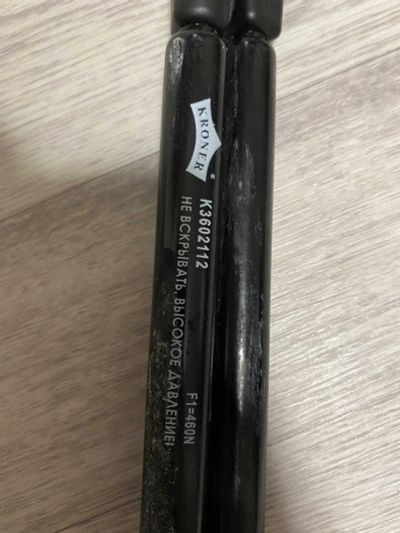 KRONER®
K3602112
НЕ ВСКРЫВАТЬ, ВЫСОКОЕ ДАВЛЕНИЕ!
F1=460N